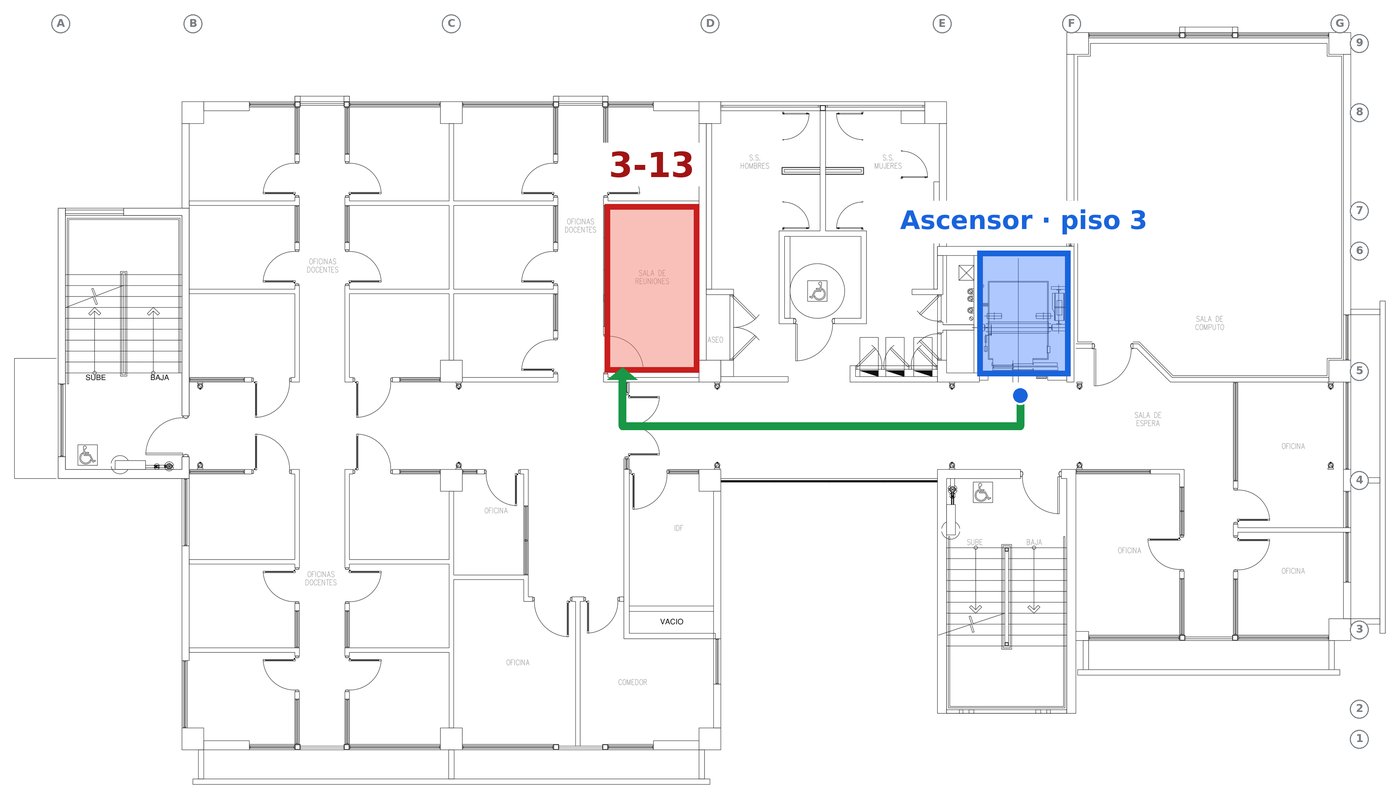 A B C D E F G
9
8
S.S.
HOMBRES
S.S.
MUJERES
3-13
7
Ascensor · piso 3
OFICINAS
DOCENTES
6
OFICINAS
DOCENTES
SALA DE
REUNIONES
SALA DE
COMPUTO
ASEO
5
SUBE
BAJA
SALA DE
ESPERA
OFICINA
4
OFICINA
IDF
SUBE
BAJA
OFICINA
OFICINA
OFICINAS
DOCENTES
VACIO
3
OFICINA
COMEDOR
2
1